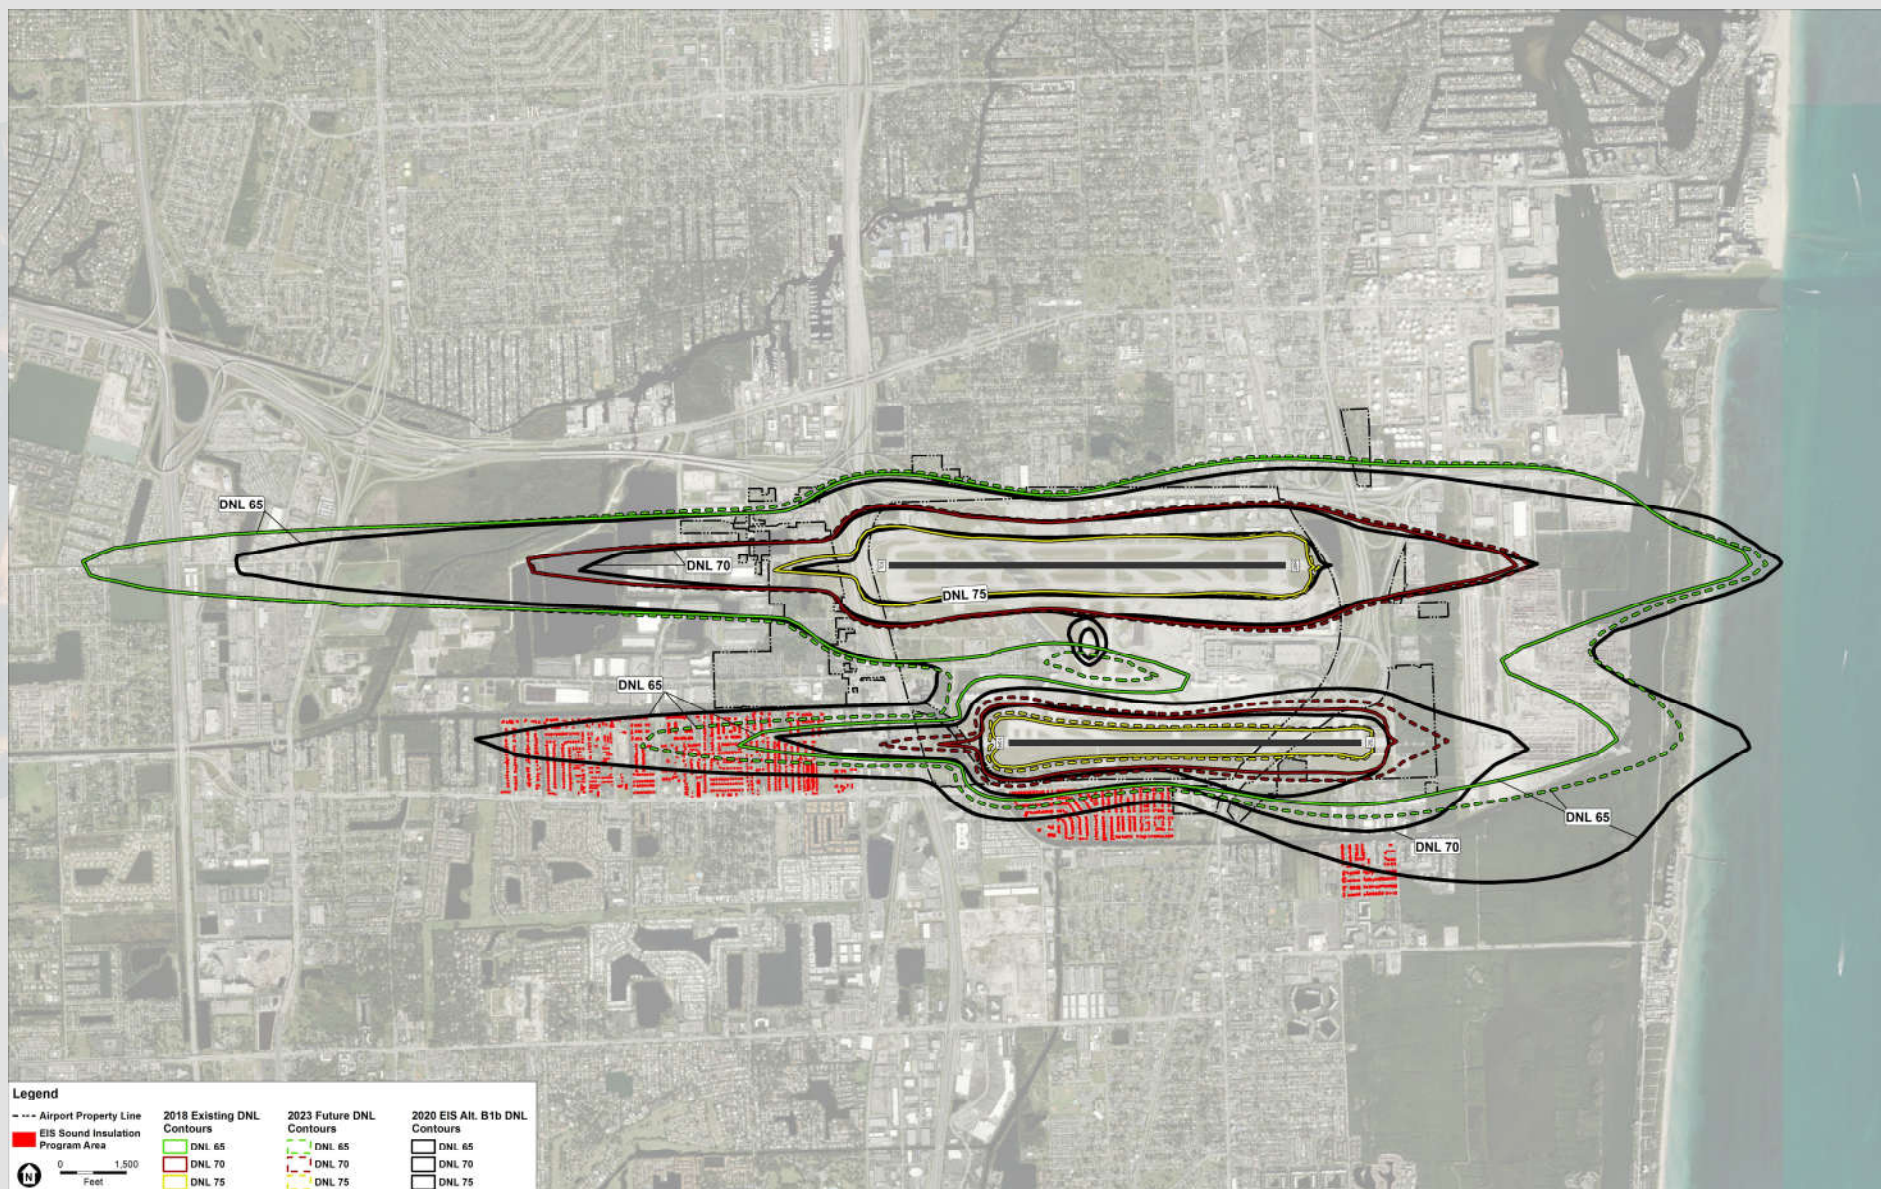 DNL 65
DNL 70
DNL 75
DNL 65
DNL 65
DNL 70
Legend
Airport Property Line
EIS Sound Insulation
Program Area
0 1,500
Feet
N
2018 Existing DNL
Contours
DNL 65
DNL 70
DNL 75
2023 Future DNL
Contours
DNL 65
DNL 70
DNL 75
2020 EIS Alt. B1b DNL
Contours
DNL 65
DNL 70
DNL 75